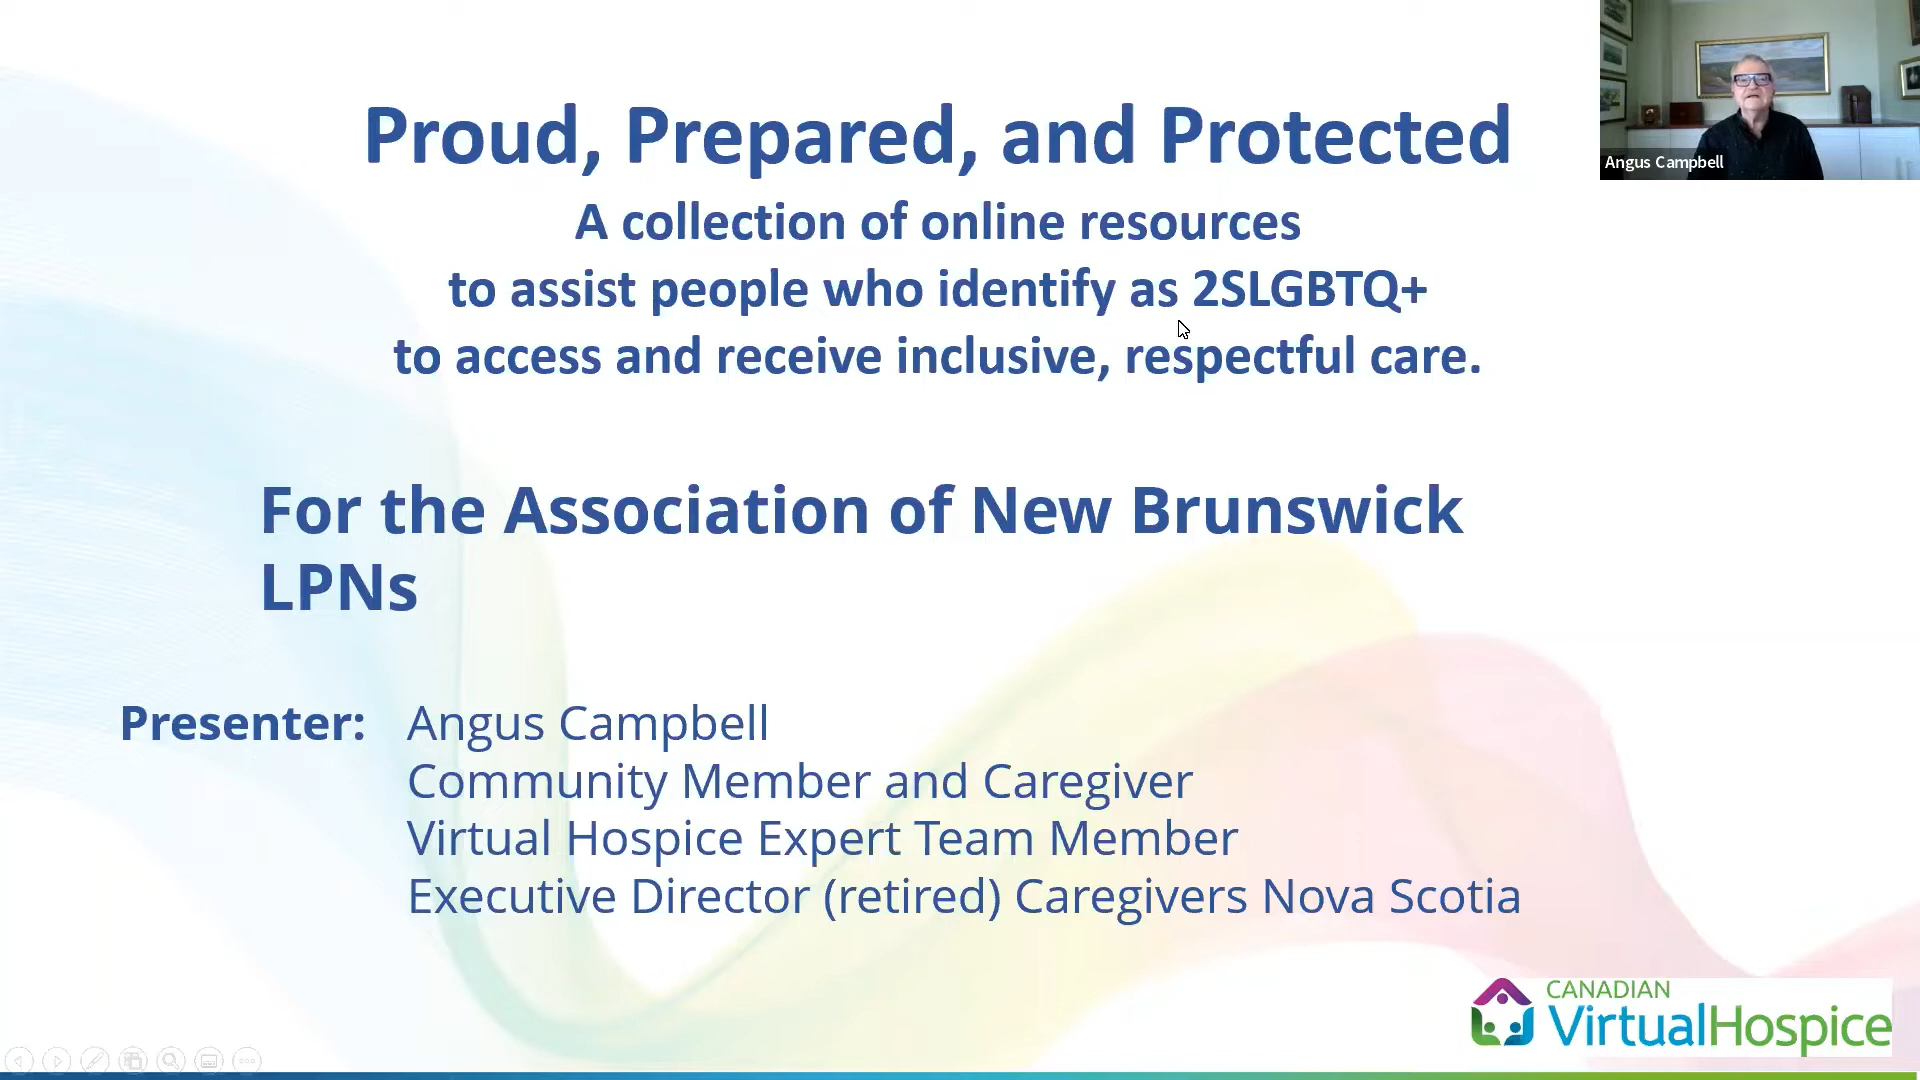 Proud, Prepared, and Protected
A collection of online resources
to assist people who identify as 2SLGBTQ+
to access and receive inclusive, respectful care.
Angus Campbell
For the Association of New Brunswick
LPNs
Presenter: Angus Campbell
Community Member and Caregiver
Virtual Hospice Expert Team Member
Executive Director (retired) Caregivers Nova Scotia
CANADIAN
VirtualHospice